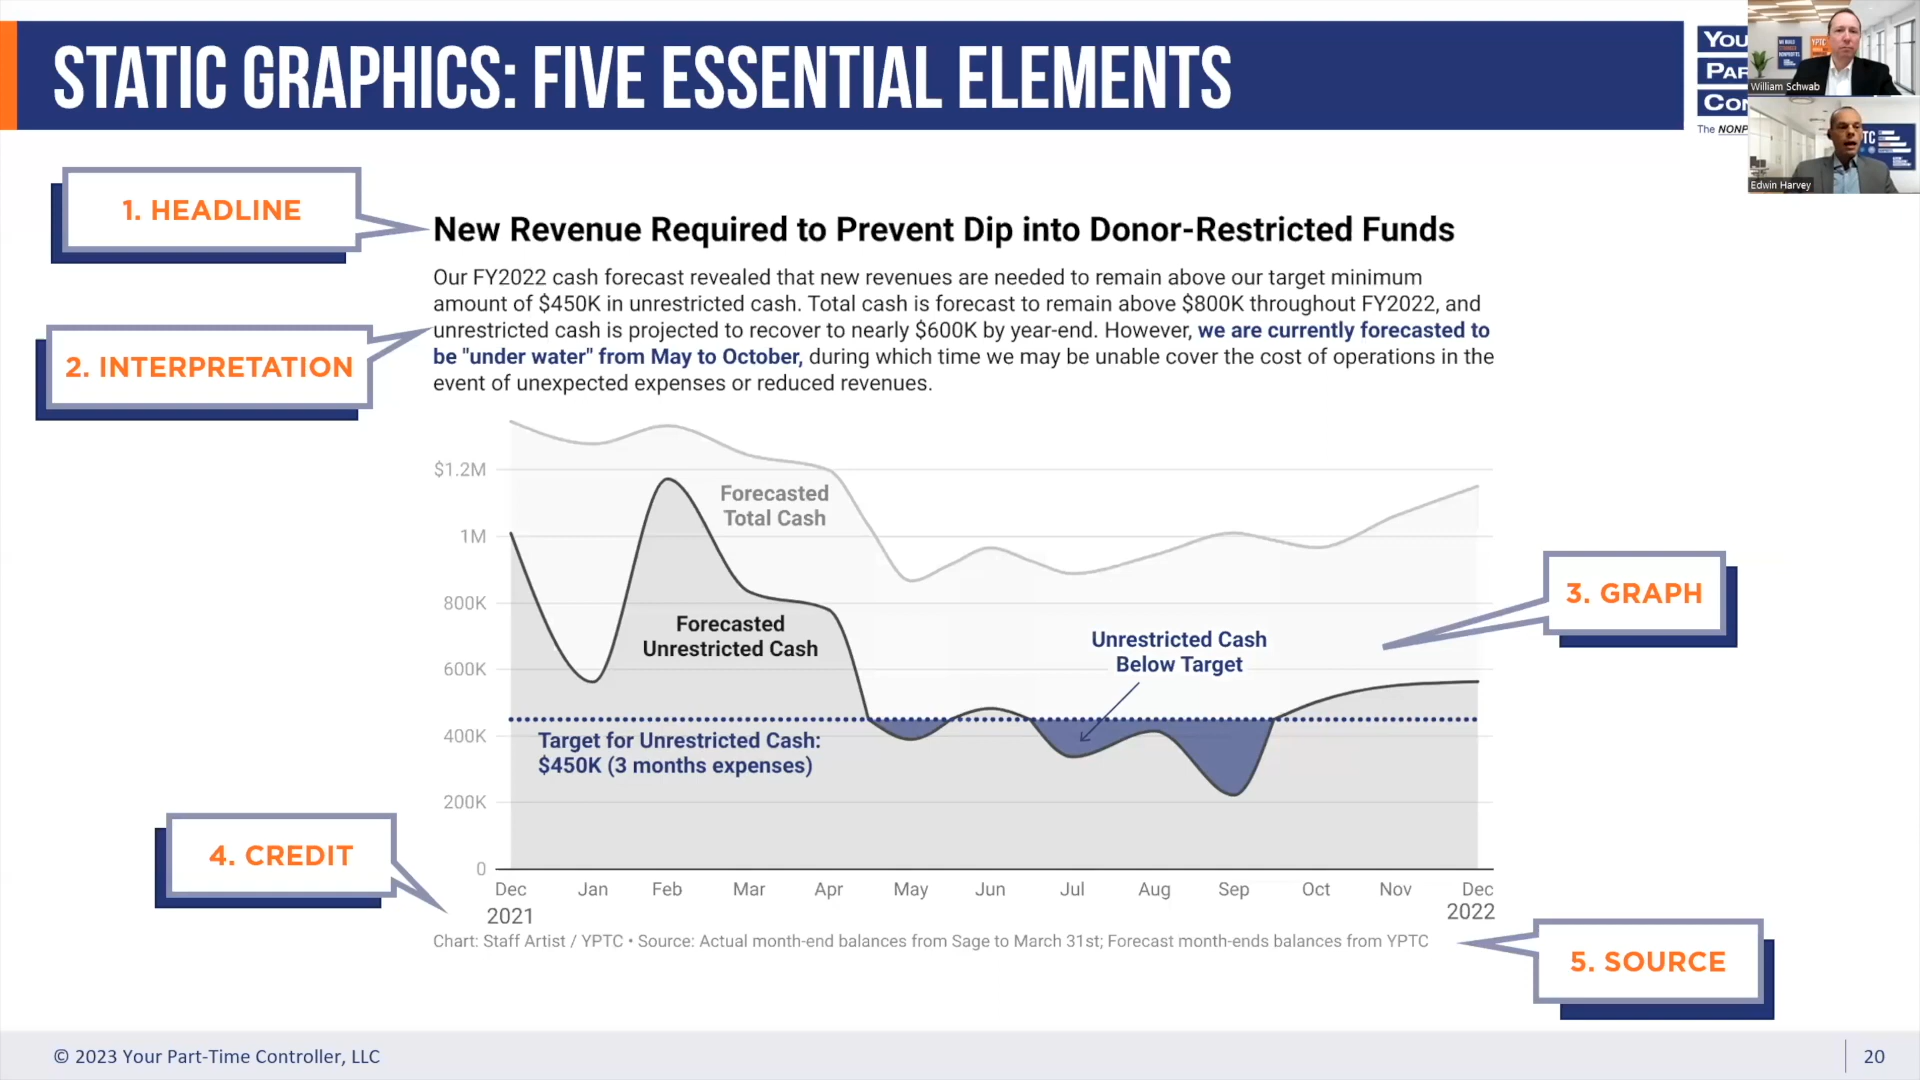 STATIC GRAPHICS: FIVE ESSENTIAL ELEMENTS
The NONP
William Schwab
Edwin Harvey
1. HEADLINE
New Revenue Required to Prevent Dip into Donor-Restricted Funds
Our FY2022 cash forecast revealed that new revenues are needed to remain above our target minimum
amount of $450K in unrestricted cash. Total cash is forecast to remain above $800K throughout FY2022, and
unrestricted cash is projected to recover to nearly $600K by year-end. However, we are currently forecasted to
be "under water" from May to October, during which time we may be unable cover the cost of operations in the
event of unexpected expenses or reduced revenues.
2. INTERPRETATION
$1.2M
1M
800K
600K
400K
200K
0
Forecasted
Total Cash
Forecasted
Unrestricted Cash
Unrestricted Cash
Below Target
Target for Unrestricted Cash:
$450K (3 months expenses)
3. GRAPH
4. CREDIT
Dec Jan Feb Mar Apr May Jun Jul Aug Sep Oct Nov Dec
2021 2022
Chart: Staff Artist / YPTC • Source: Actual month-end balances from Sage to March 31st; Forecast month-ends balances from YPTC
5. SOURCE
© 2023 Your Part-Time Controller, LLC
20